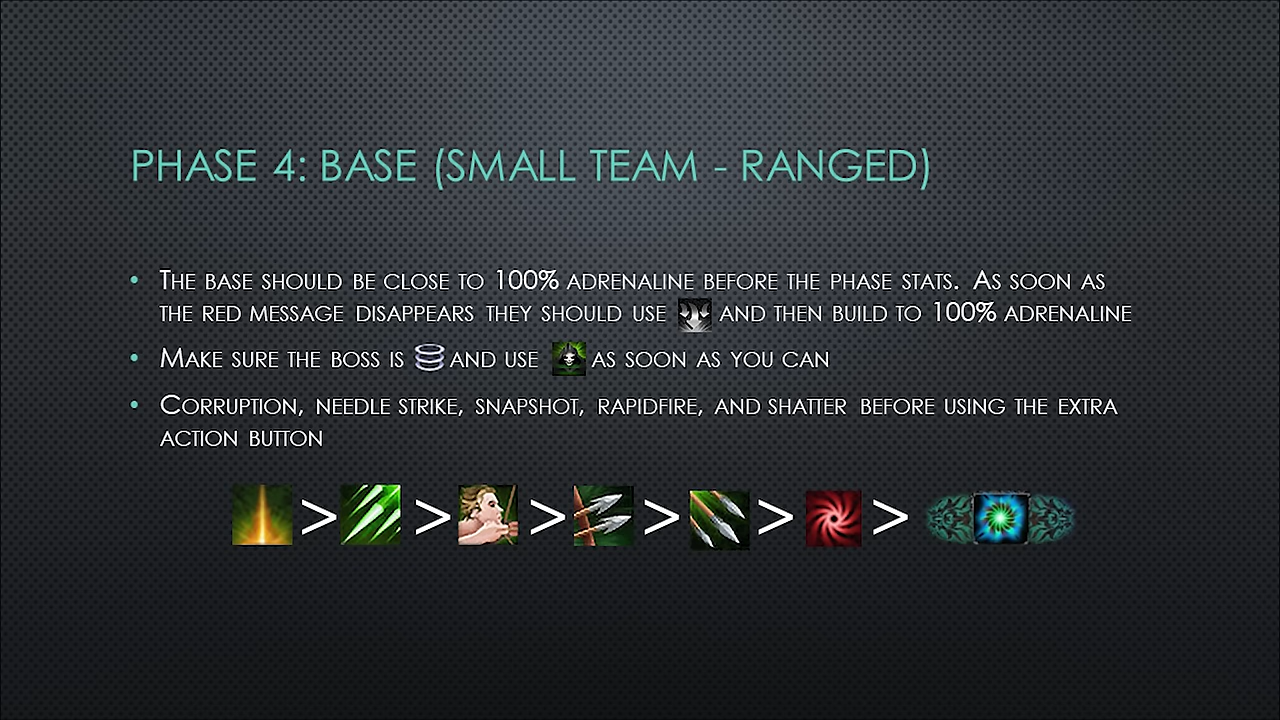 PHASE 4: BASE (SMALL TEAM - RANGED)
• THE BASE SHOULD BE CLOSE TO 100% ADRENALINE BEFORE THE PHASE STATS. AS SOON AS
THE RED MESSAGE DISAPPEARS THEY SHOULD USE AND THEN BUILD TO 100% ADRENALINE
• MAKE SURE THE BOSS IS AND USE AS SOON AS YOU CAN
• CORRUPTION, NEEDLE STRIKE, SNAPSHOT, RAPIDFIRE, AND SHATTER BEFORE USING THE EXTRA
ACTION BUTTON
> > > > > >